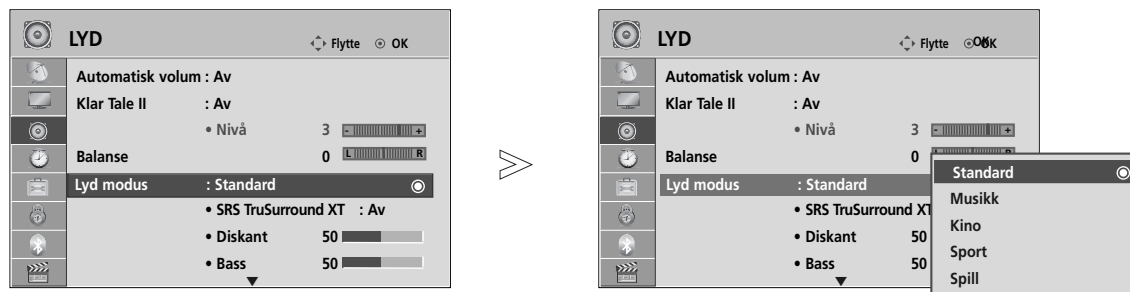 LYD Flytte OK
Automatisk volum : Av
Klar Tale II : Av
• Nivå 3 - +
Balanse 0 L R
Lyd modus : Standard
• SRS TruSurround XT : Av
• Diskant 50
• Bass 50
LYD Flytte OK
Automatisk volum : Av
Klar Tale II : Av
• Nivå 3 - +
Balanse 0
Lyd modus : Standard
• SRS TruSurround XT
• Diskant 50
• Bass 50
Standard
Musikk
Kino
Sport
Spill